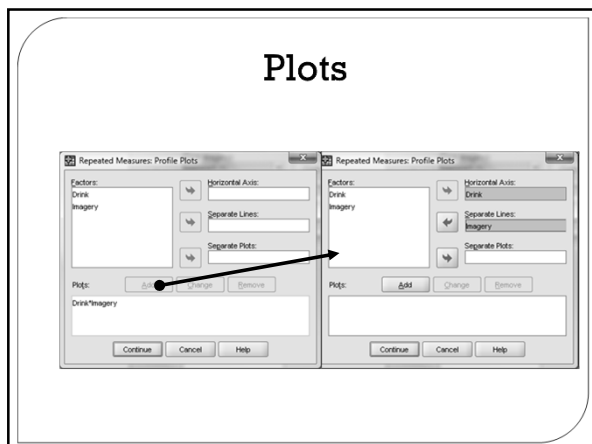 Plots
Repeated Measures: Profile Plots
Factors:
Drink
Imagery
Horizontal Axis:
Separate Lines:
Separate Plots:
Plots:
Add
Change
Remove
Drink*Imagery
Continue
Cancel
Help
Repeated Measures: Profile Plots
Factors:
Drink
Imagery
Horizontal Axis:
Drink
Separate Lines:
Imagery
Separate Plots:
Plots:
Add
Change
Remove
Continue
Cancel
Help